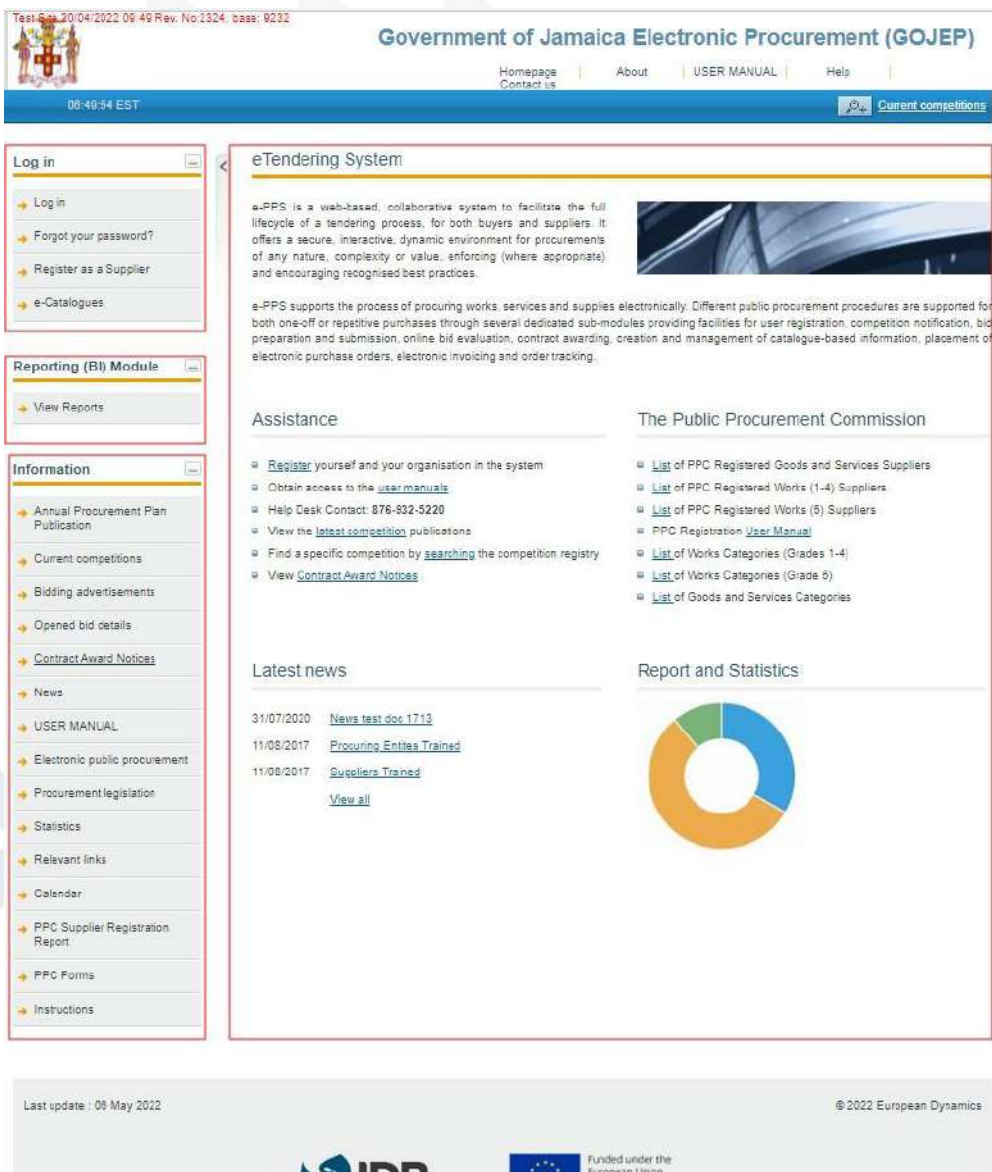 Test Site 20/04/2022 09:49 Rev. No:1324, base: 9232
Government of Jamaica Electronic Procurement (GOJEP)
Homepage | About | USER MANUAL | Help |
Contact us
06:49:54 EST
Current competitions
Log in
Log in
Forgot your password?
Register as a Supplier
e-Catalogues
Reporting (BI) Module
View Reports
Information
Annual Procurement Plan
Publication
Current competitions
Bidding advertisements
Opened bid details
Contract Award Notices
News
USER MANUAL
Electronic public procurement
Procurement legislation
Statistics
Relevant links
Calendar
PPC Supplier Registration
Report
PPC Forms
Instructions
eTendering System
e-PPS is a web-based, collaborative system to facilitate the full
lifecycle of a tendering process, for both buyers and suppliers. It
offers a secure, interactive, dynamic environment for procurements
of any nature, complexity or value, enforcing (where appropriate)
and encouraging recognised best practices.
e-PPS supports the process of procuring works, services and supplies electronically. Different public procurement procedures are supported for
both one-off or repetitive purchases through several dedicated sub-modules providing facilities for user registration, competition notification, bid
preparation and submission, online bid evaluation, contract awarding, creation and management of catalogue-based information, placement of
electronic purchase orders, electronic invoicing and order tracking.
Assistance
Register yourself and your organisation in the system
Obtain access to the user manuals
Help Desk Contact: 876-932-5220
View the latest competition publications
Find a specific competition by searching the competition registry
View Contract Award Notices
The Public Procurement Commission
List of PPC Registered Goods and Services Suppliers
List of PPC Registered Works (1-4) Suppliers
List of PPC Registered Works (5) Suppliers
PPC Registration User Manual
List of Works Categories (Grades 1-4)
List of Works Categories (Grade 5)
List of Goods and Services Categories
Latest news
31/07/2020 News test doc 1713
11/08/2017 Procuring Entites Trained
11/08/2017 Suppliers Trained
View all
Report and Statistics
Last update : 06 May 2022
© 2022 European Dynamics
IDB
Funded under the
European Union